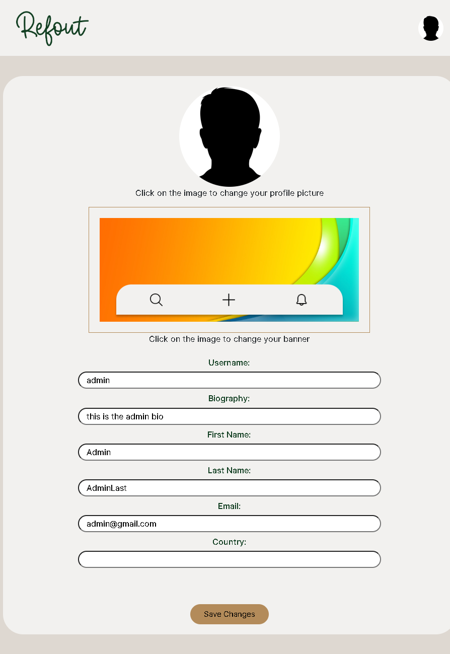 Refout
Click on the image to change your profile picture
Click on the image to change your banner
Username:
admin
Biography:
this is the admin bio
First Name:
Admin
Last Name:
AdminLast
Email:
admin@gmail.com
Country:
Save Changes